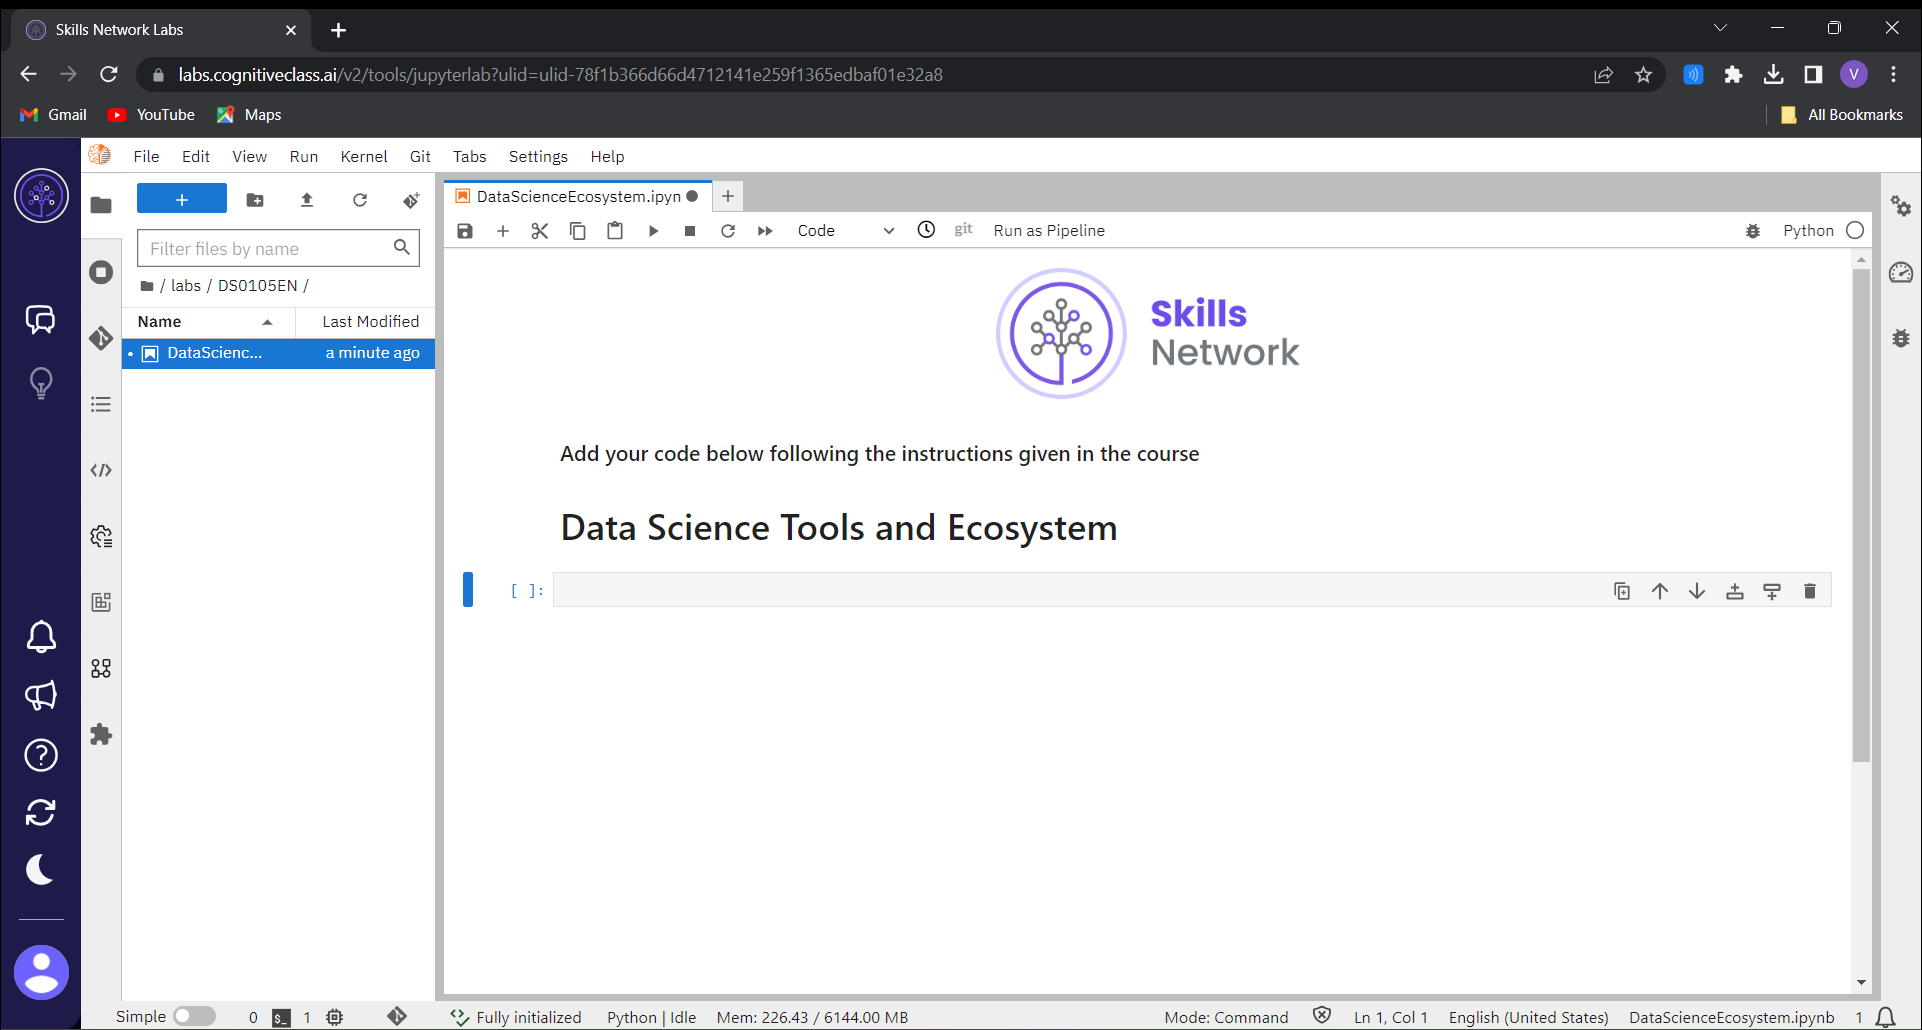 Skills Network Labs
labs.cognitiveclass.ai/v2/tools/jupyterlab?ulid=ulid-78f1b366d66d4712141e259f1365edbaf01e32a8
V
Gmail YouTube Maps All Bookmarks
File Edit View Run Kernel Git Tabs Settings Help
+
DataScienceEcosystem.ipyn
Filter files by name
Code git Run as Pipeline Python
/ labs / DS0105EN /
Name Last Modified
DataScienc... a minute ago
Skills
Network
Add your code below following the instructions given in the course
Data Science Tools and Ecosystem
[ ]:
Simple 0 $_ 1 Fully initialized Python | Idle Mem: 226.43 / 6144.00 MB Mode: Command Ln 1, Col 1 English (United States) DataScienceEcosystem.ipynb 1